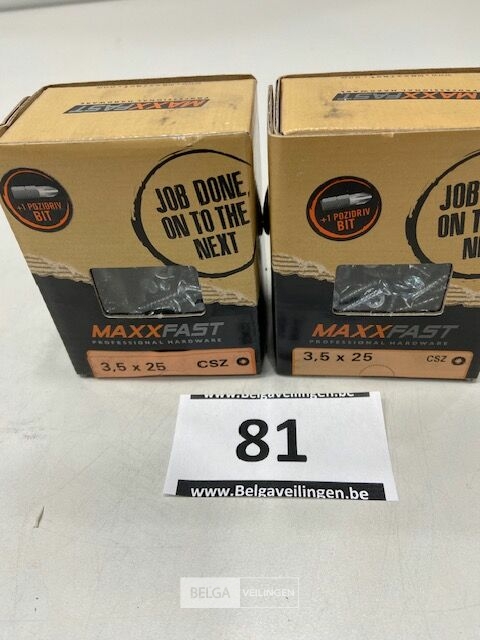 MAXXFAST
PROFESSIONAL HARDWARE
+1 POZIDRIV
BIT
JOB DONE,
ON TO THE
NEXT
MAXXFAST
PROFESSIONAL HARDWARE
3,5 x 25 CSZ
MAXXFAST
+1 POZIDRIV
BIT
JOB
ON T
N
MAXXFAST
PROFESSIONAL HARDWARE
3,5 x 25 CSZ
www.Belgaveilingen.be
81
www.Belgaveilingen.be
BELGA VEILINGEN